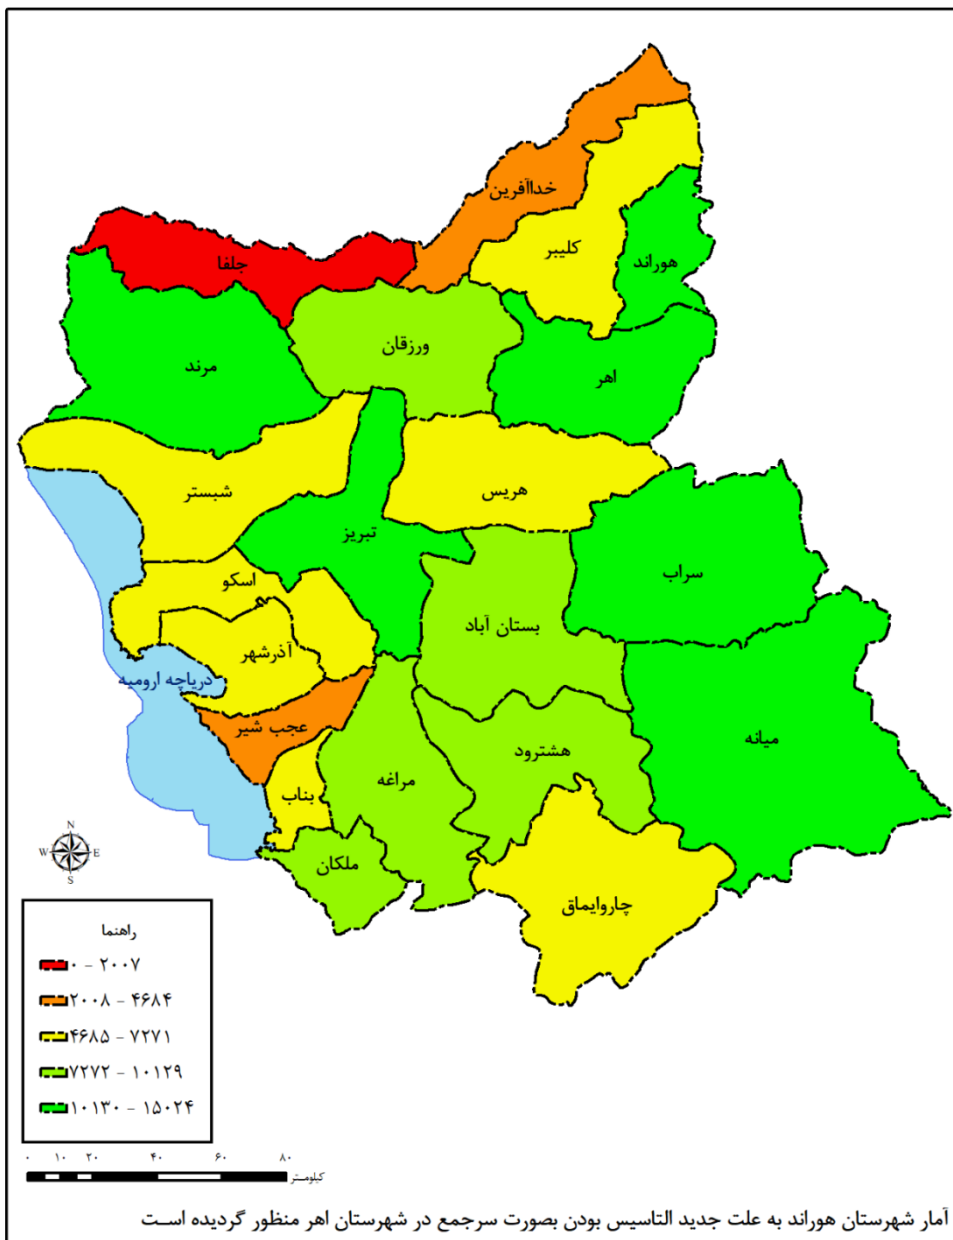 خداآفرین
کلیبر
هوراند
جلفا
ورزقان
مرند
اهر
شبستر
هریس
تبریز
سراب
اسکو
بستان آباد
آذرشهر
دریاچه ارومیه
عجب شیر
هشترود
میانه
مراغه
بناب
ملکان
چاروایماق
N
W E
S
راهنما
۰ - ۲۰۰۷
۲۰۰۸ - ۴۶۸۴
۴۶۸۵ - ۷۲۷۱
۷۲۷۲ - ۱۰۱۲۹
۱۰۱۳۰ - ۱۵۰۲۴
۰ ۱۰ ۲۰ ۴۰ ۶۰ ۸۰
کیلومتر
آمار شهرستان هوراند به علت جدید التاسیس بودن بصورت سرجمع در شهرستان اهر منظور گردیده است